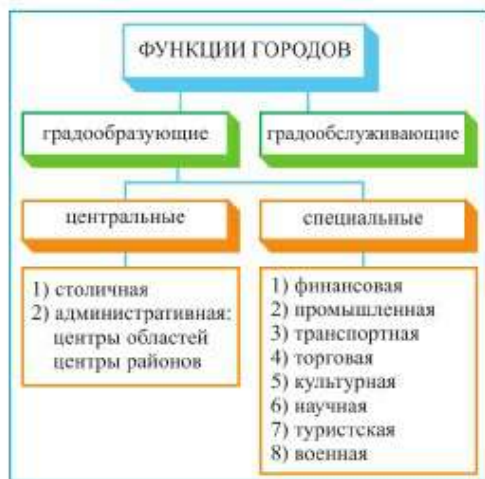 ФУНКЦИИ ГОРОДОВ
градообразующие
градообслуживающие
центральные
специальные
1) столичная
2) административная:
центры областей
центры районов
1) финансовая
2) промышленная
3) транспортная
4) торговая
5) культурная
6) научная
7) туристская
8) военная